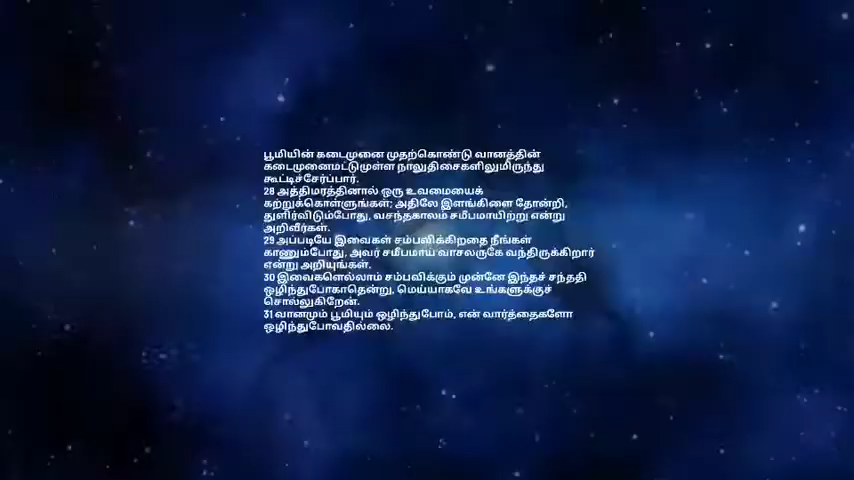 பூமியின் கடைமுனை முதற்கொண்டு வானத்தின்
கடைமுனைமட்டுமுள்ள நாலுதிசைகளிலுமிருந்து
கூட்டிச்சேர்ப்பார்.
28 அத்திமரத்தினால் ஒரு உவமையைக்
கற்றுக்கொள்ளுங்கள்; அதிலே இளங்கிளை தோன்றி,
துளிர்விடும்போது, வசந்தகாலம் சமீபமாயிற்று என்று
அறிவீர்கள்.
29 அப்படியே இவைகள் சம்பவிக்கிறதை நீங்கள்
காணும்போது, அவர் சமீபமாய் வாசலருகே வந்திருக்கிறார்
என்று அறியுங்கள்.
30 இவைகளெல்லாம் சம்பவிக்கும் முன்னே இந்தச் சந்ததி
ஒழிந்துபோகாதென்று, மெய்யாகவே உங்களுக்குச்
சொல்லுகிறேன்.
31 வானமும் பூமியும் ஒழிந்துபோம், என் வார்த்தைகளோ
ஒழிந்துபோவதில்லை.